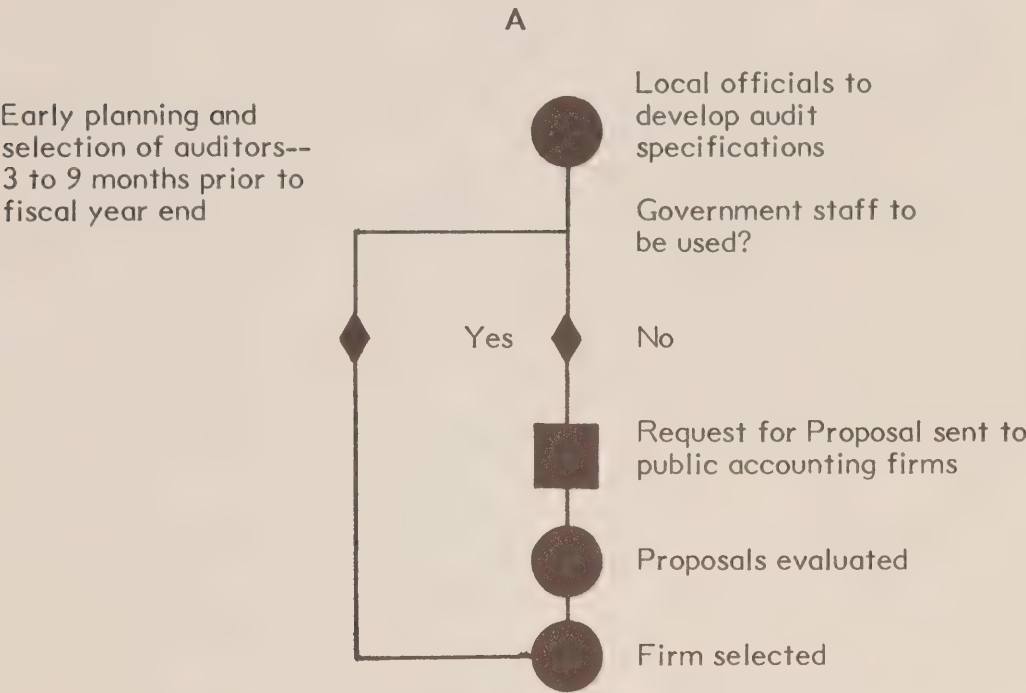 A
Early planning and
selection of auditors--
3 to 9 months prior to
fiscal year end
Local officials to
develop audit
specifications
Government staff to
be used?
Yes
No
Request for Proposal sent to
public accounting firms
Proposals evaluated
Firm selected